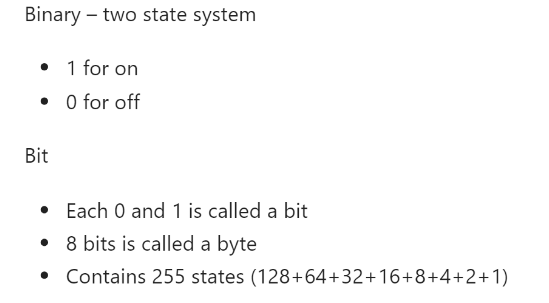 Binary – two state system
• 1 for on
• 0 for off
Bit
• Each 0 and 1 is called a bit
• 8 bits is called a byte
• Contains 255 states (128+64+32+16+8+4+2+1)